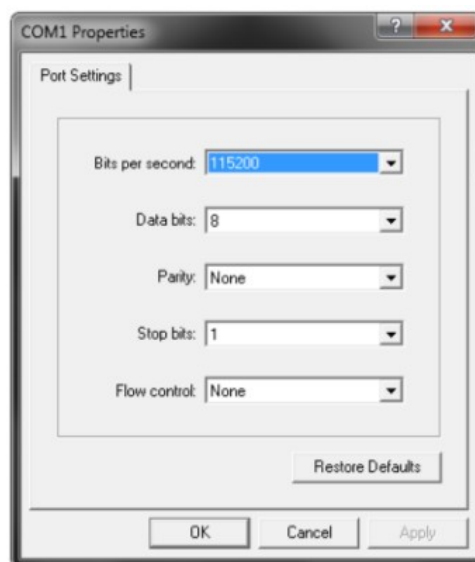 COM1 Properties
?
X
Port Settings
Bits per second: 115200
Data bits: 8
Parity: None
Stop bits: 1
Flow control: None
Restore Defaults
OK Cancel Apply